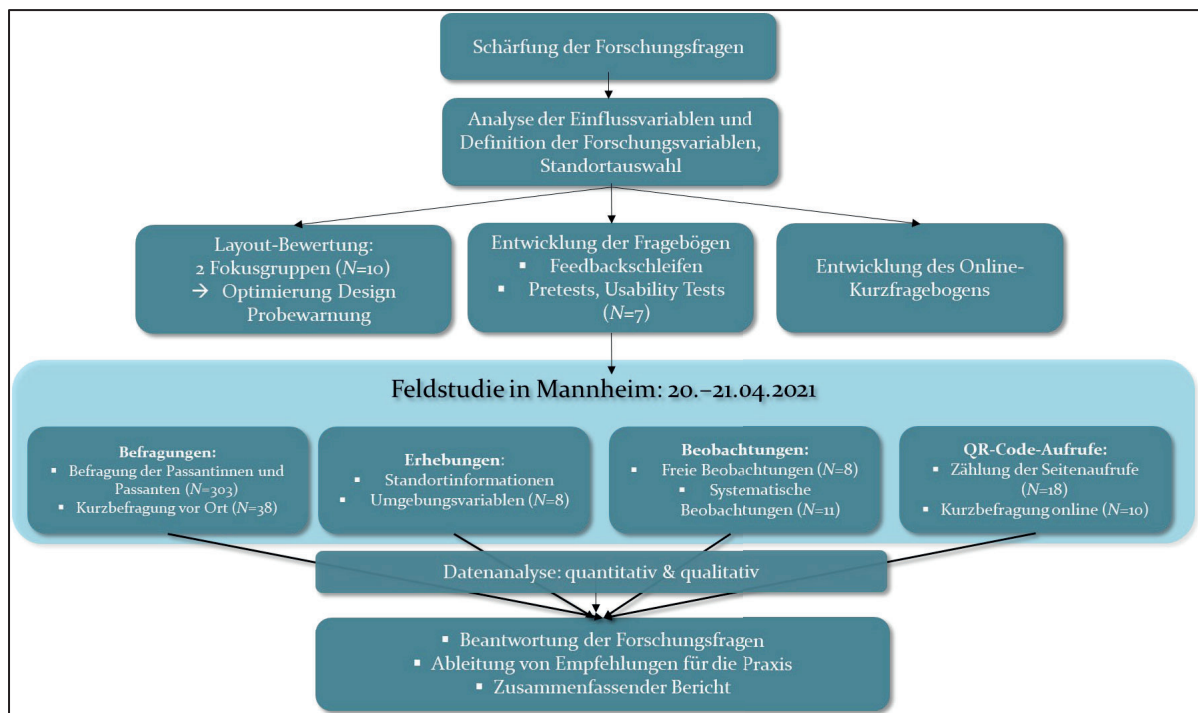 Schärfung der Forschungsfragen
Analyse der Einflussvariablen und
Definition der Forschungsvariablen,
Standortauswahl
Layout-Bewertung:
2 Fokusgruppen (N=10)
→ Optimierung Design
Probewarnung
Entwicklung der Fragebögen
▪ Feedbackschleifen
▪ Pretests, Usability Tests
(N=7)
Entwicklung des Online-
Kurzfragebogens
Feldstudie in Mannheim: 20.–21.04.2021
Befragungen:
▪ Befragung der Passantinnen und
Passanten (N=303)
▪ Kurzbefragung vor Ort (N=38)
Erhebungen:
▪ Standortinformationen
▪ Umgebungsvariablen (N=8)
Beobachtungen:
▪ Freie Beobachtungen (N=8)
▪ Systematische
Beobachtungen (N=11)
QR-Code-Aufrufe:
▪ Zählung der Seitenaufrufe
(N=18)
▪ Kurzbefragung online (N=10)
Datenanalyse: quantitativ & qualitativ
▪ Beantwortung der Forschungsfragen
▪ Ableitung von Empfehlungen für die Praxis
▪ Zusammenfassender Bericht